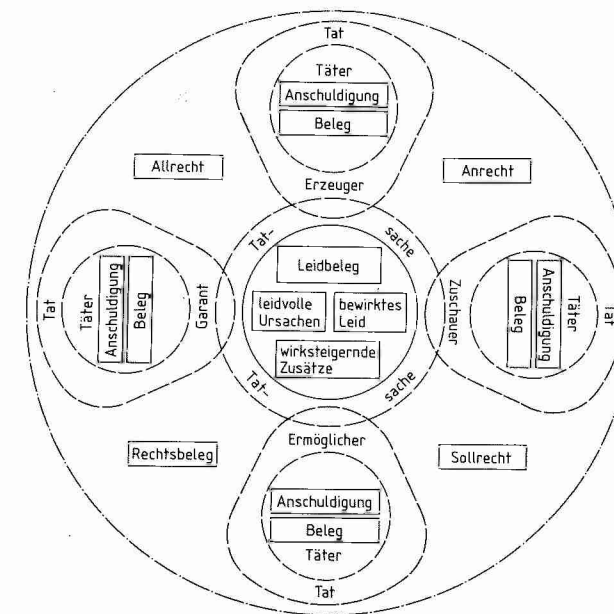 Tat
Täter
Anschuldigung
Beleg
Erzeuger
Allrecht
Anrecht
Tat-
sache
Tat
Täter
Anschuldigung
Beleg
Garant
Leidbeleg
leidvolle
Ursachen
bewirktes
Leid
wirksteigernde
Zusätze
Zuschauer
Beleg
Anschuldigung
Täter
Tat
Tat-
sache
Rechtsbeleg
Sollrecht
Ermöglicher
Anschuldigung
Beleg
Täter
Tat